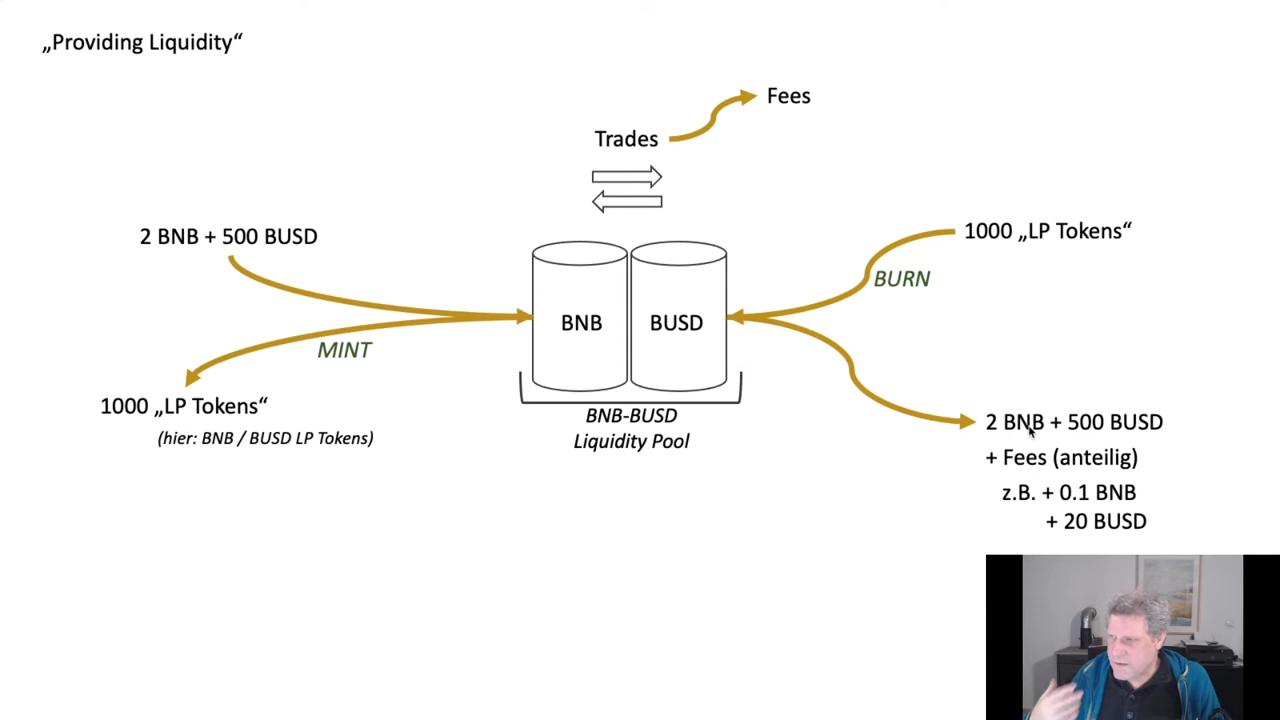 „Providing Liquidity“
Fees
Trades
2 BNB + 500 BUSD
1000 „LP Tokens“
BURN
BNB
BUSD
MINT
1000 „LP Tokens“
(hier: BNB / BUSD LP Tokens)
BNB-BUSD
Liquidity Pool
2 BNB + 500 BUSD
+ Fees (anteilig)
z.B. + 0.1 BNB
+ 20 BUSD